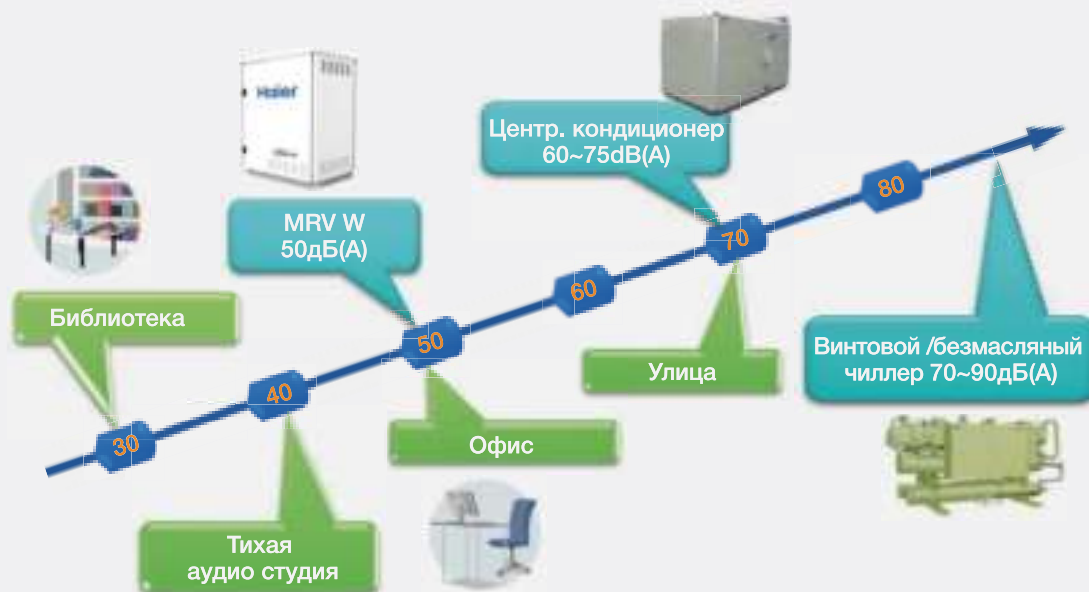 Haier
Центр. кондиционер
60~75dB(A)
80
MRV W
50дБ(A)
70
60
Библиотека
50
Улица
Винтовой /безмасляный
чиллер 70~90дБ(A)
40
30
Офис
Тихая
аудио студия